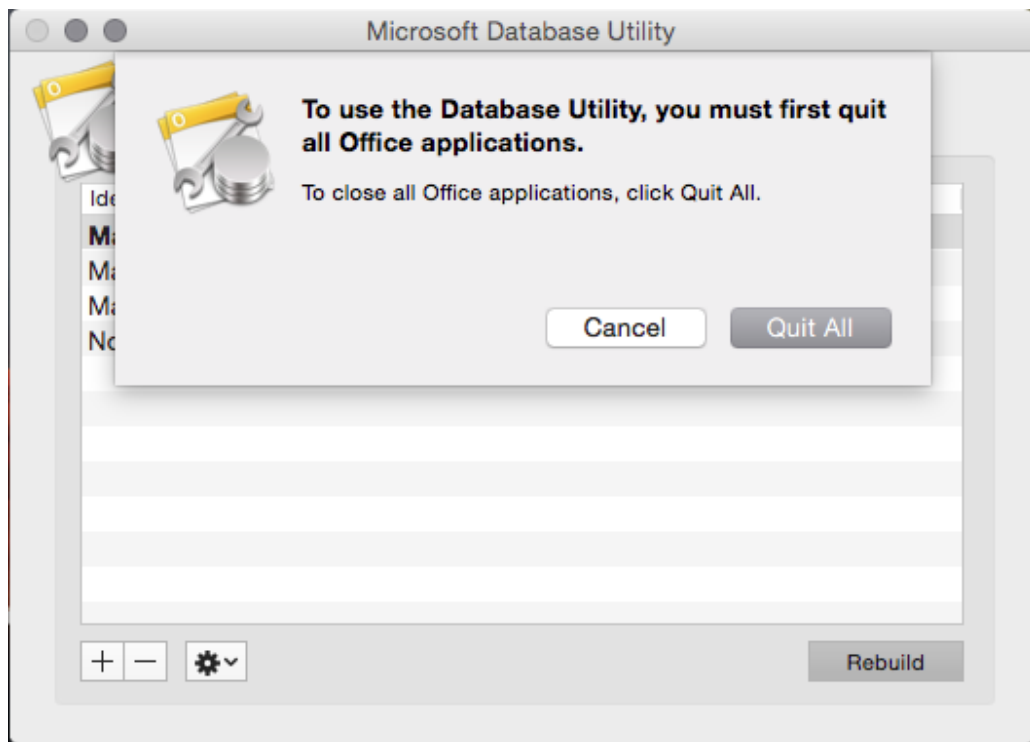 Microsoft Database Utility
To use the Database Utility, you must first quit
all Office applications.
To close all Office applications, click Quit All.
Cancel
Quit All
Rebuild